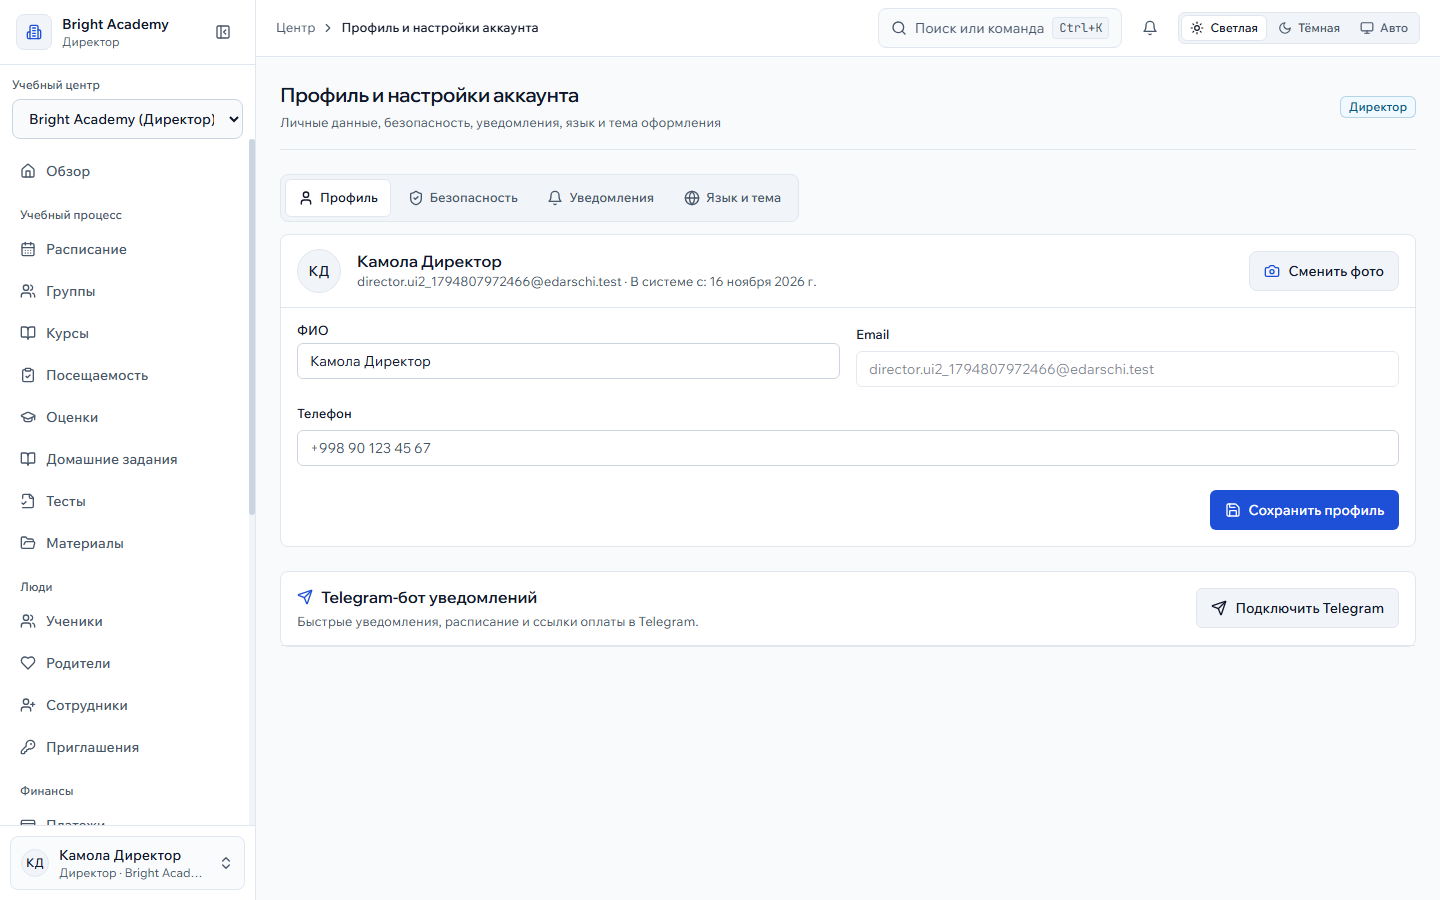 Bright Academy
Директор
Учебный центр
Bright Academy (Директор)
Обзор
Учебный процесс
Расписание
Группы
Курсы
Посещаемость
Оценки
Домашние задания
Тесты
Материалы
Люди
Ученики
Родители
Сотрудники
Приглашения
Финансы
Платежи
КД
Камола Директор
Директор · Bright Acad...
Центр > Профиль и настройки аккаунта
Поиск или команда Ctrl+K
Светлая Тёмная Авто
Профиль и настройки аккаунта
Личные данные, безопасность, уведомления, язык и тема оформления
Директор
Профиль Безопасность Уведомления Язык и тема
КД
Камола Директор
director.ui2_1794807972466@edarschi.test · В системе с: 16 ноября 2026 г.
Сменить фото
ФИО
Камола Директор
Email
director.ui2_1794807972466@edarschi.test
Телефон
+998 90 123 45 67
Сохранить профиль
Telegram-бот уведомлений
Быстрые уведомления, расписание и ссылки оплаты в Telegram.
Подключить Telegram